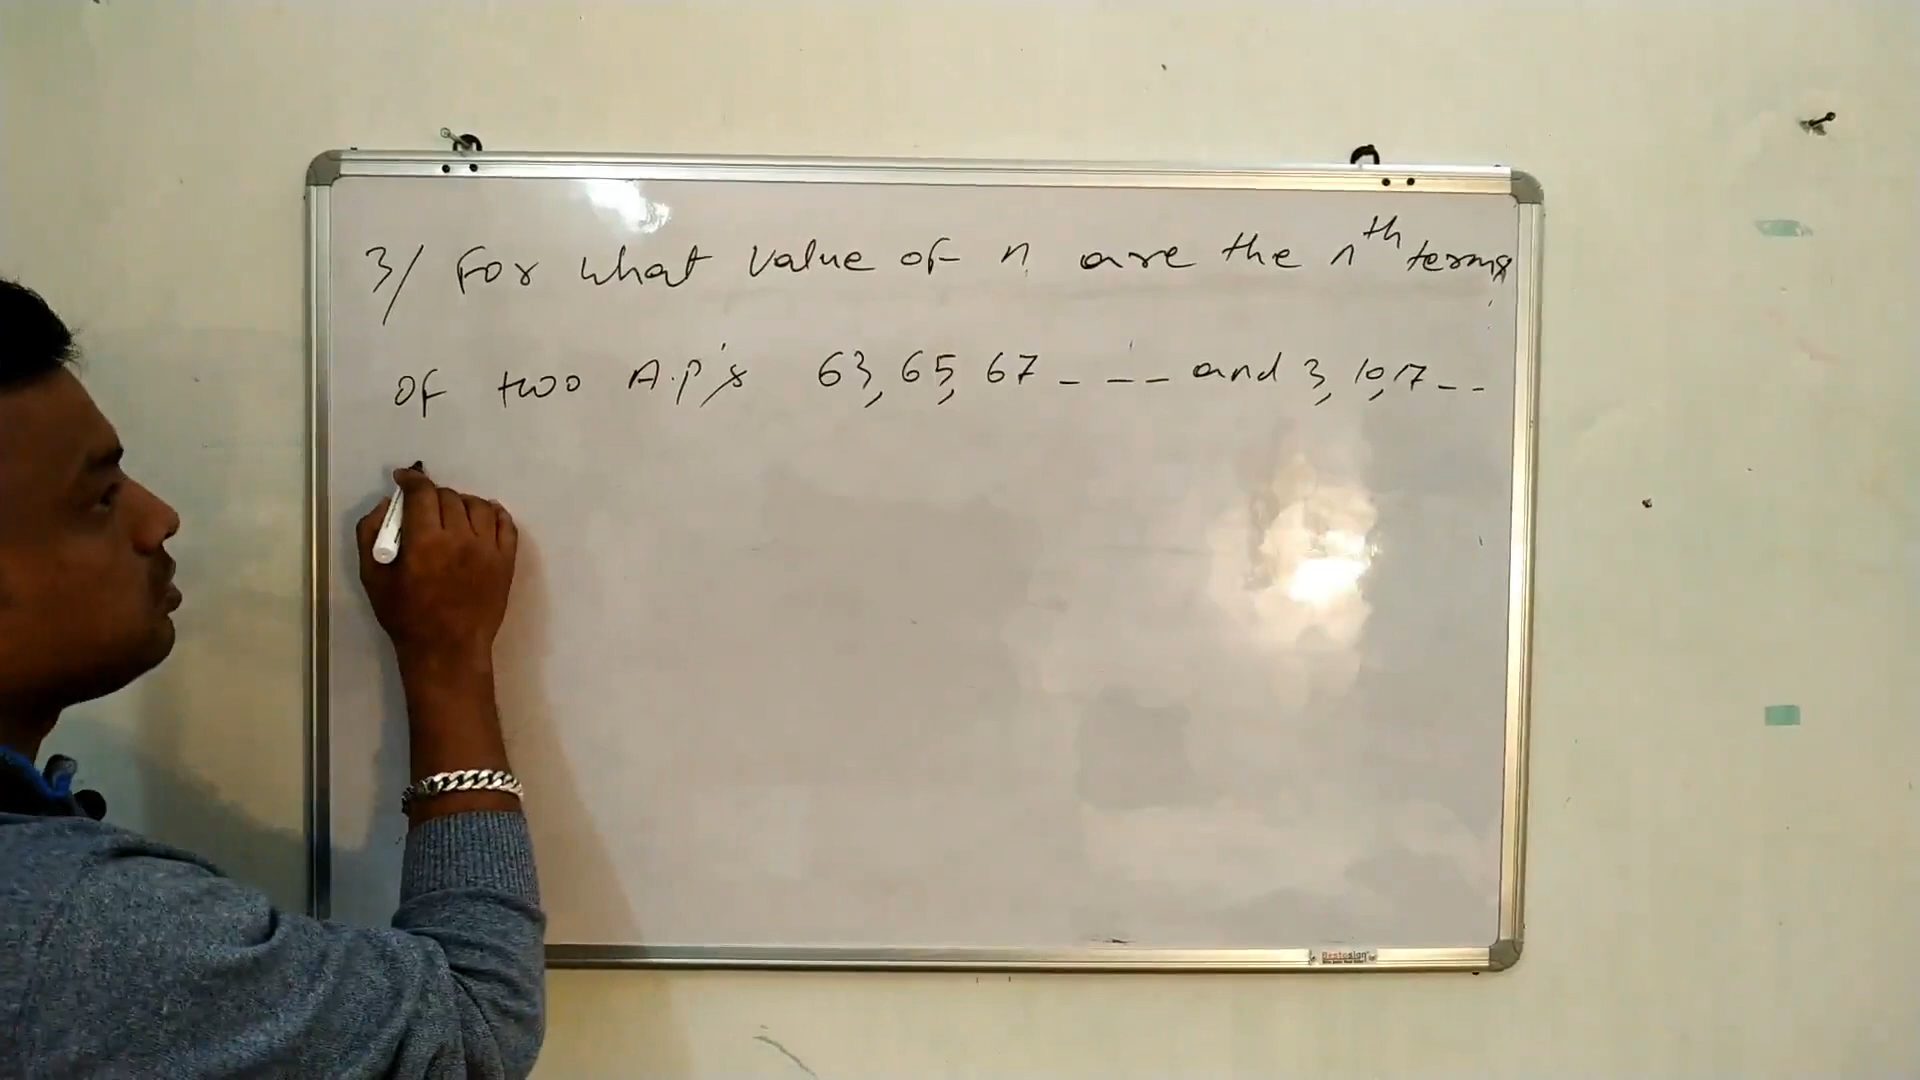 3/ For what value of n are the nth terms
of two A.P's 63, 65, 67 _ _ _ and 3, 10, 17 _ _